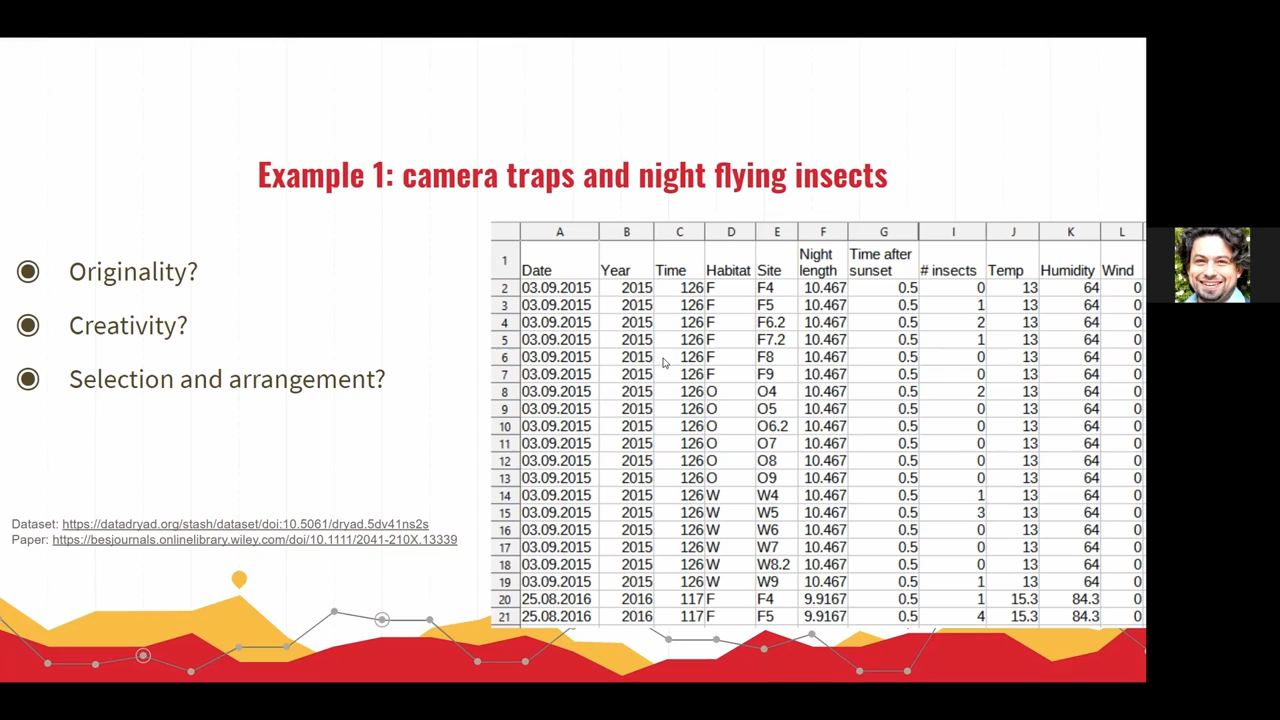 Example 1: camera traps and night flying insects
Originality?
Creativity?
Selection and arrangement?
Dataset: https://datadryad.org/stash/dataset/doi:10.5061/dryad.5dv41ns2s
Paper: https://besjournals.onlinelibrary.wiley.com/doi/10.1111/2041-210X.13339
A B C D E F G I J K L
1 Date Year Time Habitat Site Night length Time after sunset # insects Temp Humidity Wind
2 03.09.2015 2015 126 F F4 10.467 0.5 0 13 64 0
3 03.09.2015 2015 126 F F5 10.467 0.5 1 13 64 0
4 03.09.2015 2015 126 F F6.2 10.467 0.5 2 13 64 0
5 03.09.2015 2015 126 F F7.2 10.467 0.5 1 13 64 0
6 03.09.2015 2015 126 F F8 10.467 0.5 0 13 64 0
7 03.09.2015 2015 126 F F9 10.467 0.5 0 13 64 0
8 03.09.2015 2015 126 O O4 10.467 0.5 2 13 64 0
9 03.09.2015 2015 126 O O5 10.467 0.5 0 13 64 0
10 03.09.2015 2015 126 O O6.2 10.467 0.5 0 13 64 0
11 03.09.2015 2015 126 O O7 10.467 0.5 0 13 64 0
12 03.09.2015 2015 126 O O8 10.467 0.5 0 13 64 0
13 03.09.2015 2015 126 O O9 10.467 0.5 0 13 64 0
14 03.09.2015 2015 126 W W4 10.467 0.5 1 13 64 0
15 03.09.2015 2015 126 W W5 10.467 0.5 3 13 64 0
16 03.09.2015 2015 126 W W6 10.467 0.5 0 13 64 0
17 03.09.2015 2015 126 W W7 10.467 0.5 0 13 64 0
18 03.09.2015 2015 126 W W8.2 10.467 0.5 0 13 64 0
19 03.09.2015 2015 126 W W9 10.467 0.5 1 13 64 0
20 25.08.2016 2016 117 F F4 9.9167 0.5 1 15.3 84.3 0
21 25.08.2016 2016 117 F F5 9.9167 0.5 4 15.3 84.3 0